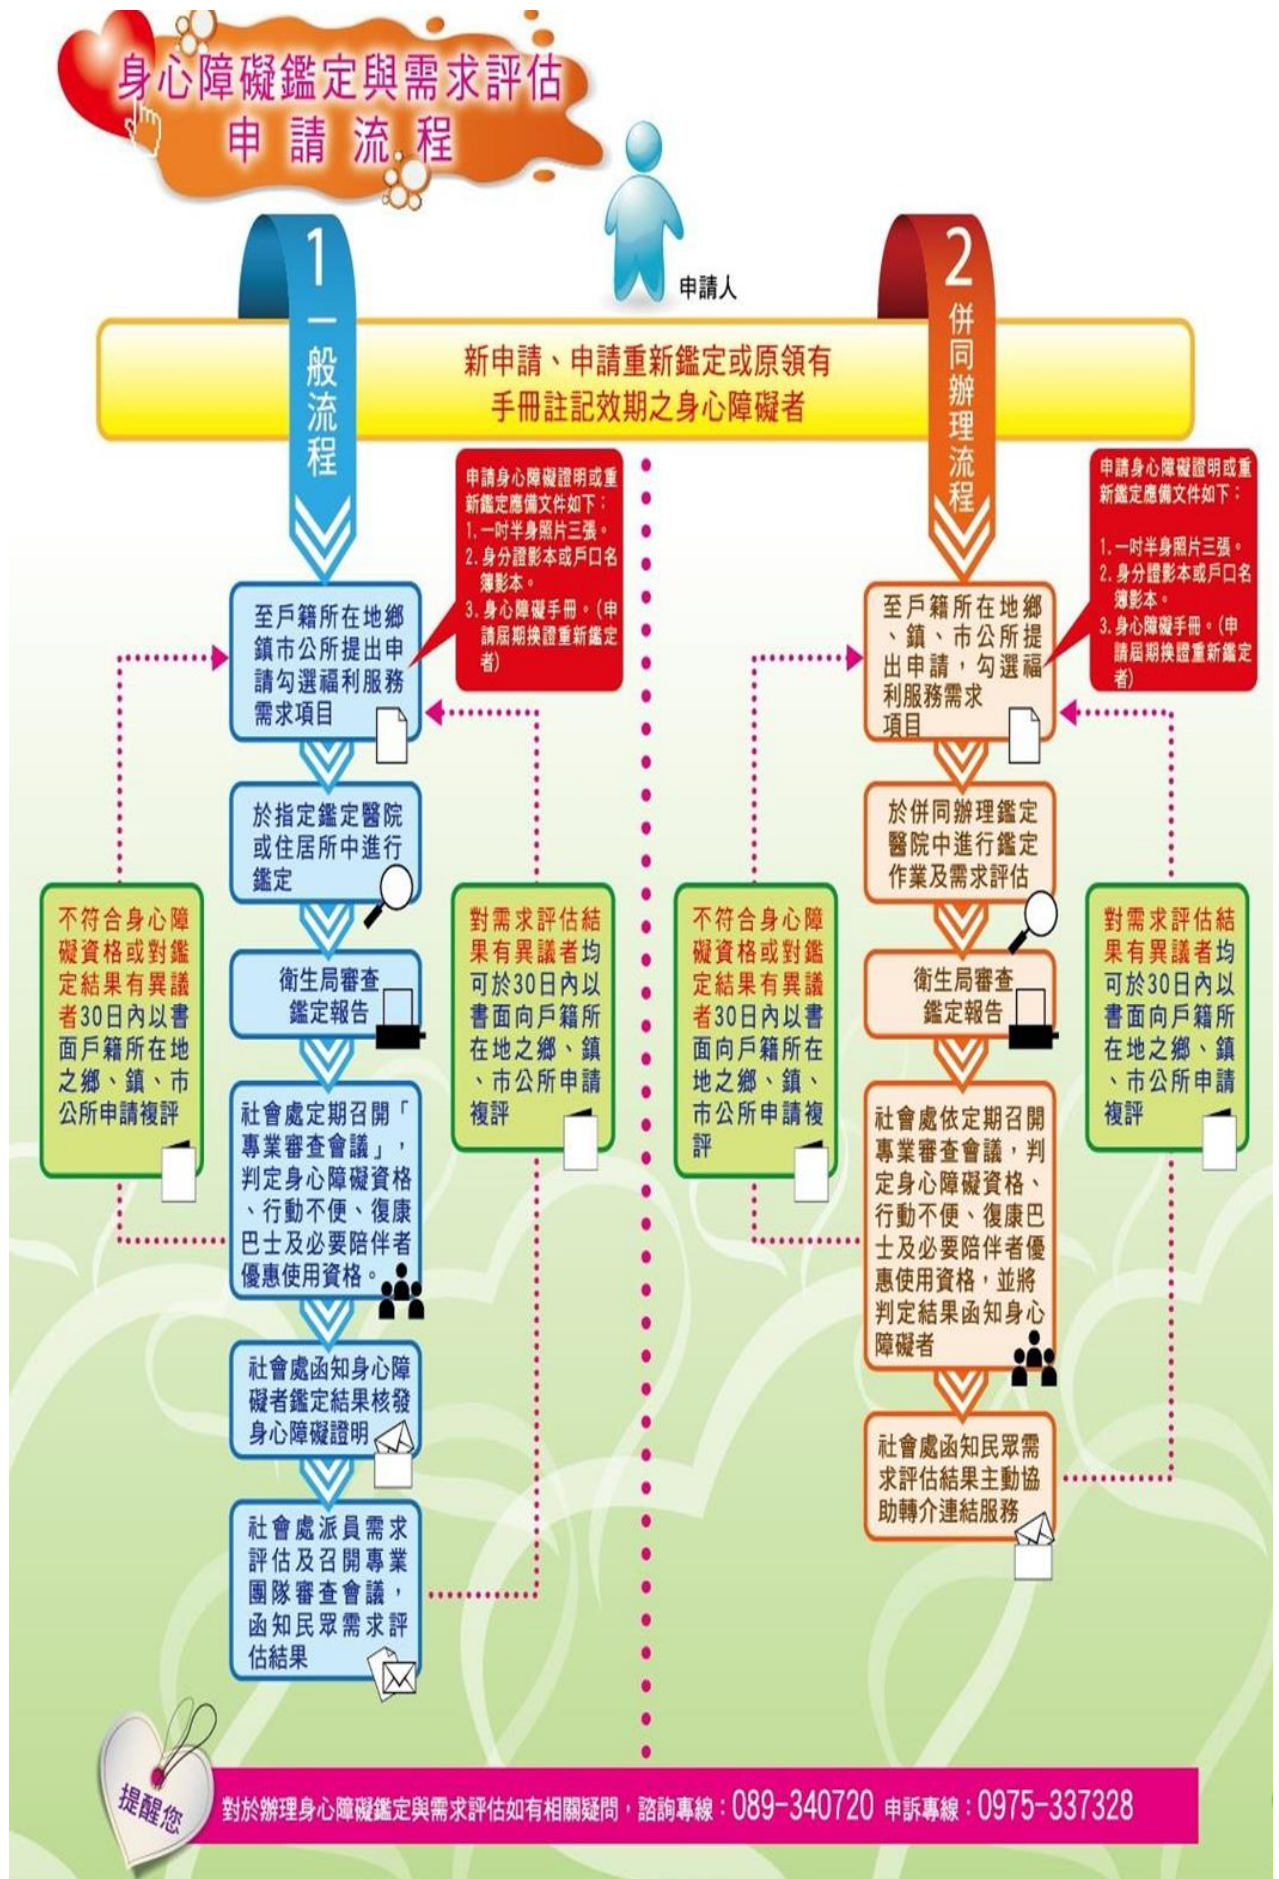 身心障礙鑑定與需求評估
申請流程
申請人
新申請、申請重新鑑定或原領有
手冊註記效期之身心障礙者
1 一般流程
申請身心障礙證明或重
新鑑定應備文件如下：
1. 一吋半身照片三張。
2. 身分證影本或戶口名
簿影本。
3. 身心障礙手冊。(申
請屆期換證重新鑑定
者)
至戶籍所在地鄉
鎮市公所提出申
請勾選福利服務
需求項目
於指定鑑定醫院
或住居所中進行
鑑定
衛生局審查
鑑定報告
社會處定期召開「
專業審查會議」，
判定身心障礙資格
、行動不便、復康
巴士及必要陪伴者
優惠使用資格。
社會處函知身心障
礙者鑑定結果核發
身心障礙證明
社會處派員需求
評估及召開專業
團隊審查會議，
函知民眾需求評
估結果
不符合身心障
礙資格或對鑑
定結果有異議
者30日內以書
面戶籍所在地
之鄉、鎮、市
公所申請複評
對需求評估結
果有異議者均
可於30日內以
書面向戶籍所
在地之鄉、鎮
、市公所申請
複評
2 併同辦理流程
申請身心障礙證明或重
新鑑定應備文件如下：
1. 一吋半身照片三張。
2. 身分證影本或戶口名
簿影本。
3. 身心障礙手冊。(申
請屆期換證重新鑑定
者)
至戶籍所在地鄉
、鎮、市公所提
出申請，勾選福
利服務需求
項目
於併同辦理鑑定
醫院中進行鑑定
作業及需求評估
衛生局審查
鑑定報告
社會處依定期召開
專業審查會議，判
定身心障礙資格、
行動不便、復康巴
士及必要陪伴者優
惠使用資格，並將
判定結果函知身心
障礙者
社會處函知民眾需
求評估結果主動協
助轉介連結服務
不符合身心障
礙資格或對鑑
定結果有異議
者30日內以書
面向戶籍所在
地之鄉、鎮、
市公所申請複
評
對需求評估結
果有異議者均
可於30日內以
書面向戶籍所
在地之鄉、鎮
、市公所申請
複評
提醒您
對於辦理身心障礙鑑定與需求評估如有相關疑問，諮詢專線：089-340720 申訴專線：0975-337328